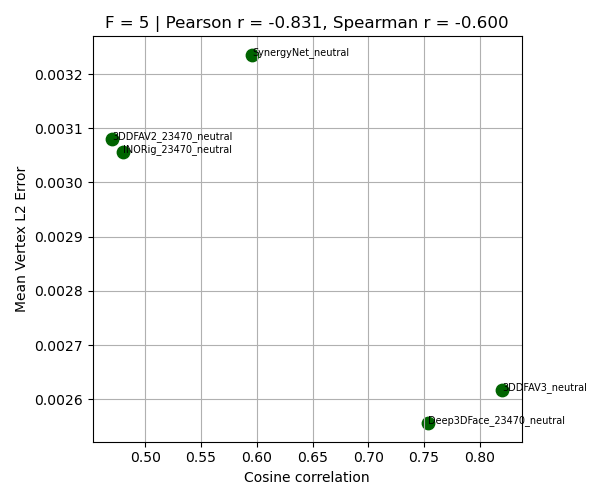 F = 5 | Pearson r = -0.831, Spearman r = -0.600
SynergyNet_neutral
3DDFAV2_23470_neutral
INORig_23470_neutral
3DDFAV3_neutral
Deep3DFace_23470_neutral
0.0032
0.0031
0.0030
0.0029
0.0028
0.0027
0.0026
Mean Vertex L2 Error
0.50 0.55 0.60 0.65 0.70 0.75 0.80
Cosine correlation